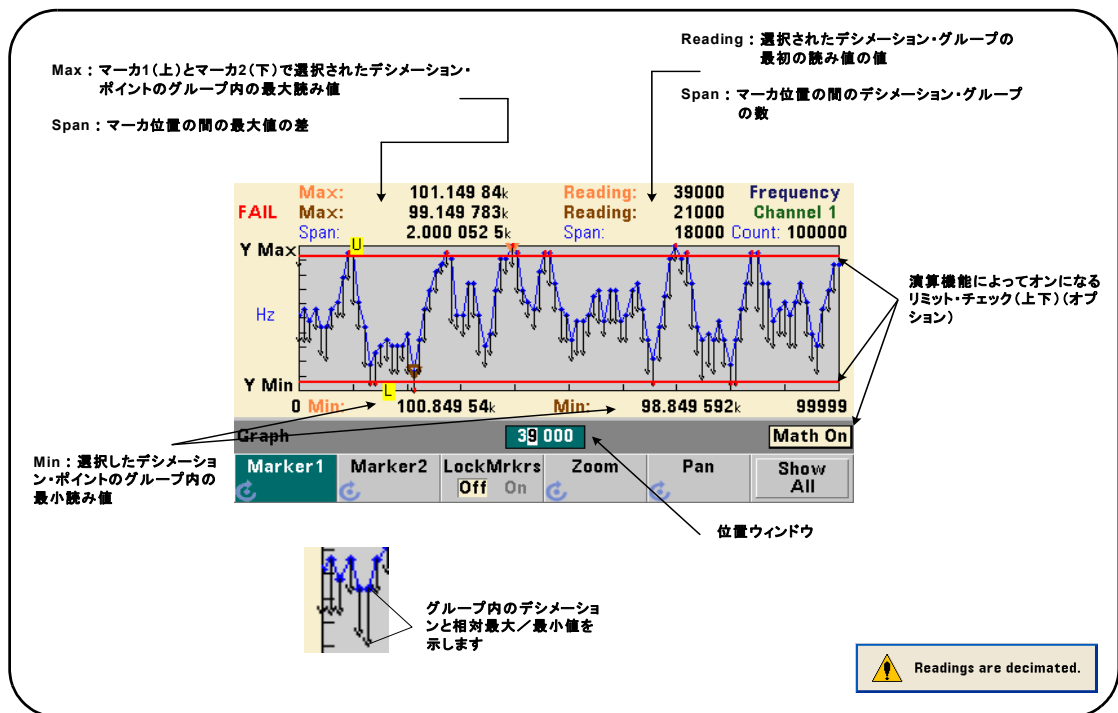 Max：マーカ1（上）とマーカ2（下）で選択されたデシメーション・
ポイントのグループ内の最大読み値
Span：マーカ位置の間の最大値の差
Reading：選択されたデシメーション・グループの
最初の読み値の値
Span：マーカ位置の間のデシメーション・グループ
の数
Max: 101.149 84k Reading: 39000 Frequency
FAIL Max: 99.149 783k Reading: 21000 Channel 1
Span: 2.000 052 5k Span: 18000 Count: 100000
Y Max
U
Hz
Y Min
L
0 Min: 100.849 54k Min: 98.849 592k 99999
Graph 39 000 Math On
Marker1 Marker2 LockMrkrs Zoom Pan Show
Off On All
演算機能によってオンになる
リミット・チェック（上下）（オプ
ション）
Min：選択したデシメーショ
ン・ポイントのグループ内の
最小読み値
位置ウィンドウ
グループ内のデシメーショ
ンと相対最大／最小値を
示します
Readings are decimated.